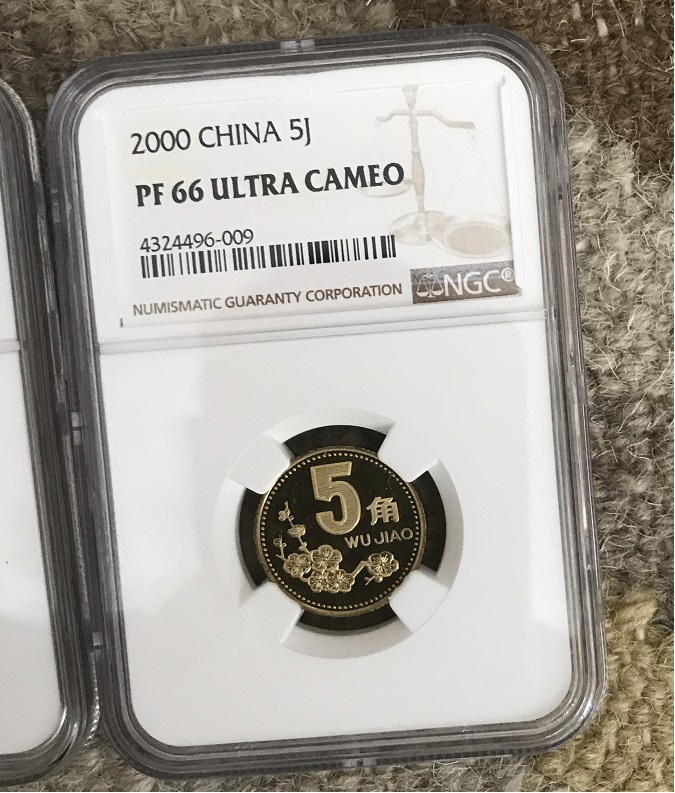 2000 CHINA 5J
PF 66 ULTRA CAMEO
4324496-009
NUMISMATIC GUARANTY CORPORATION
NGC®
5角
WU JIAO